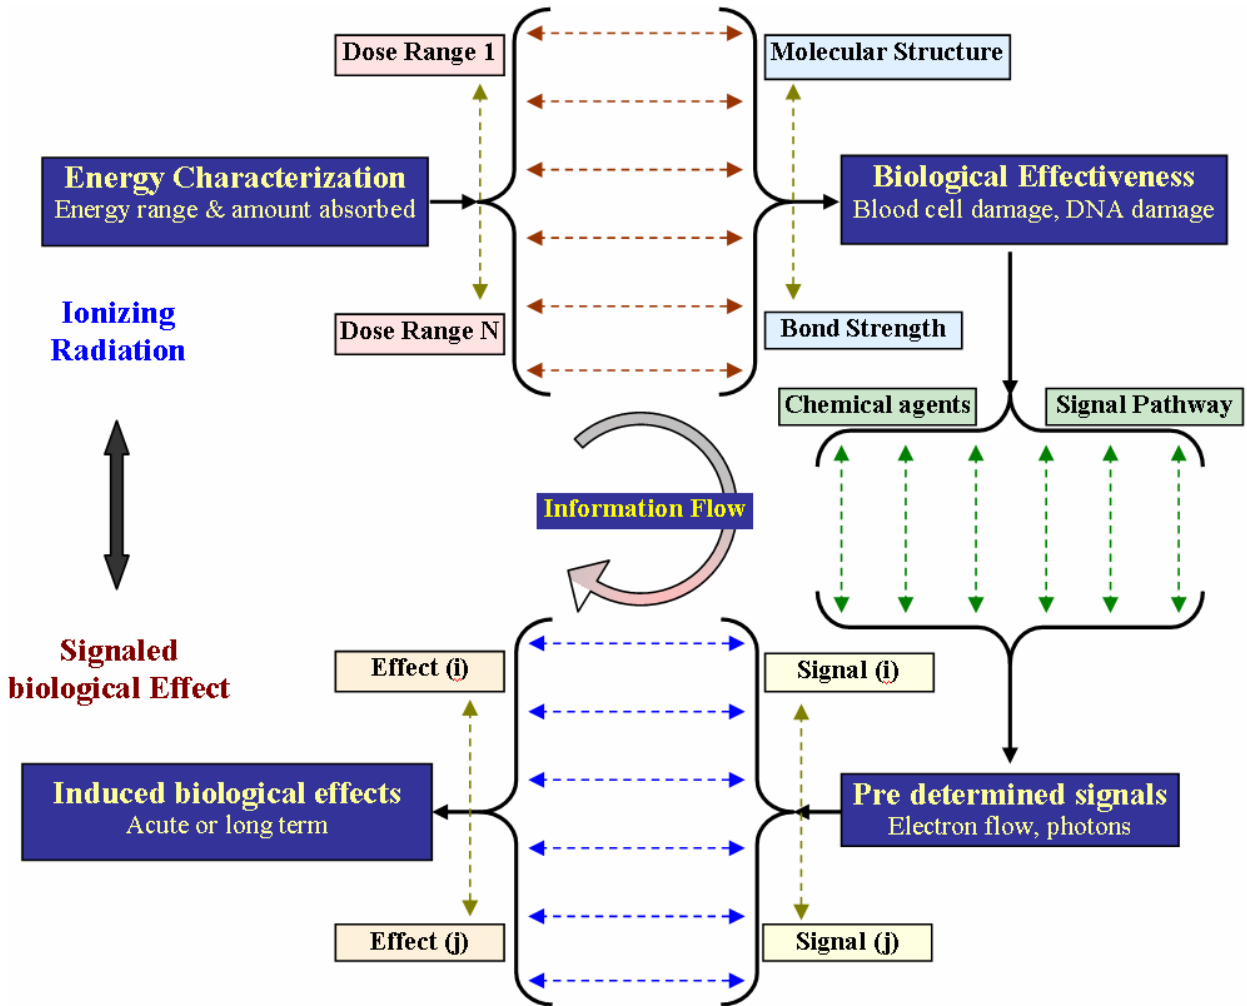 Dose Range 1
Molecular Structure
Energy Characterization
Energy range & amount absorbed
Biological Effectiveness
Blood cell damage, DNA damage
Ionizing
Radiation
Dose Range N
Bond Strength
Chemical agents
Signal Pathway
Information Flow
Signaled
biological Effect
Effect (i)
Signal (i)
Induced biological effects
Acute or long term
Pre determined signals
Electron flow, photons
Effect (j)
Signal (j)